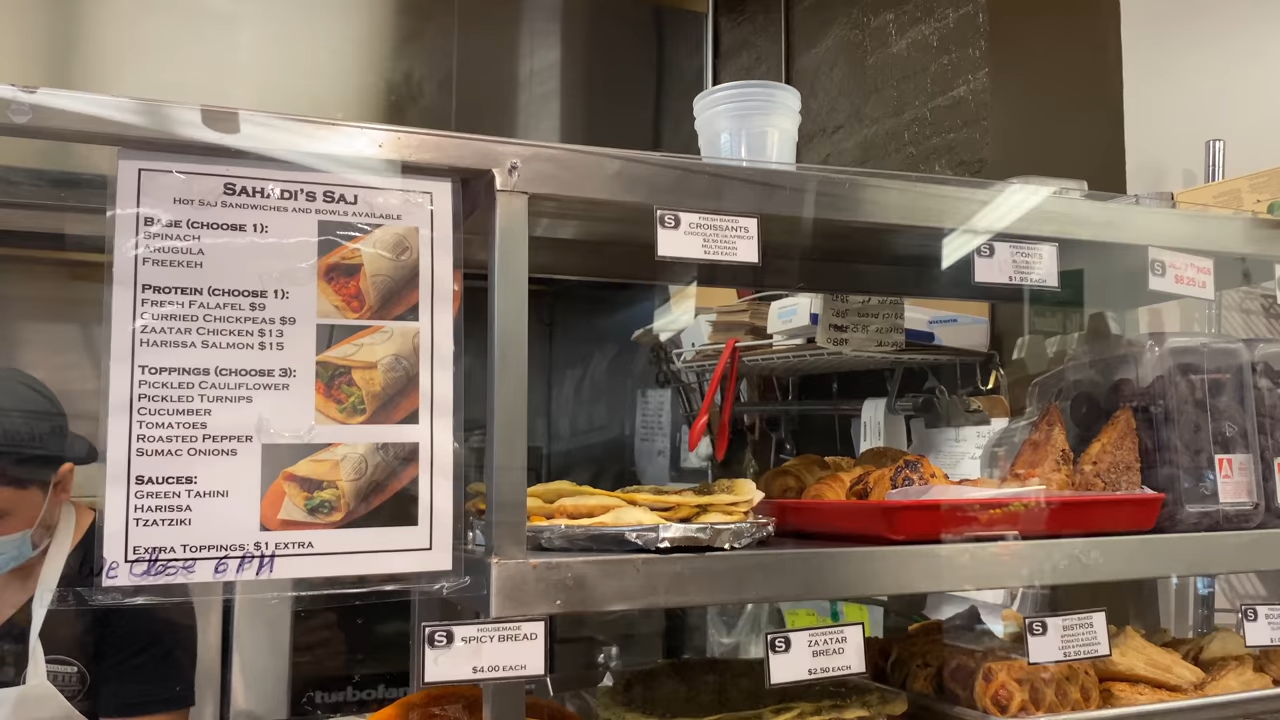 SAHADI'S SAJ
HOT SAJ SANDWICHES AND BOWLS AVAILABLE
BASE (CHOOSE 1):
SPINACH
ARUGULA
FREEKEH
PROTEIN (CHOOSE 1):
FRESH FALAFEL $9
CURRIED CHICKPEAS $9
ZAATAR CHICKEN $13
HARISSA SALMON $15
TOPPINGS (CHOOSE 3):
PICKLED CAULIFLOWER
PICKLED TURNIPS
CUCUMBER
TOMATOES
ROASTED PEPPER
SUMAC ONIONS
SAUCES:
GREEN TAHINI
HARISSA
TZATZIKI
EXTRA TOPPINGS: $1 EXTRA
We close 6 PM
S
FRESH BAKED
CROISSANTS
CHOCOLATE OR APRICOT
$2.50 EACH
MULTIGRAIN
$2.25 EACH
S
FRESH BAKED
SCONES
$1.95 EACH
S
$8.25 LB
S
HOUSEMADE
SPICY BREAD
$4.00 EACH
S
HOUSEMADE
ZA'ATAR
BREAD
$2.50 EACH
S
BISTROS
SPINACH & FETA
TOMATO & OLIVE
LEEK & PARMESAN
$2.50 EACH
S
turbofan